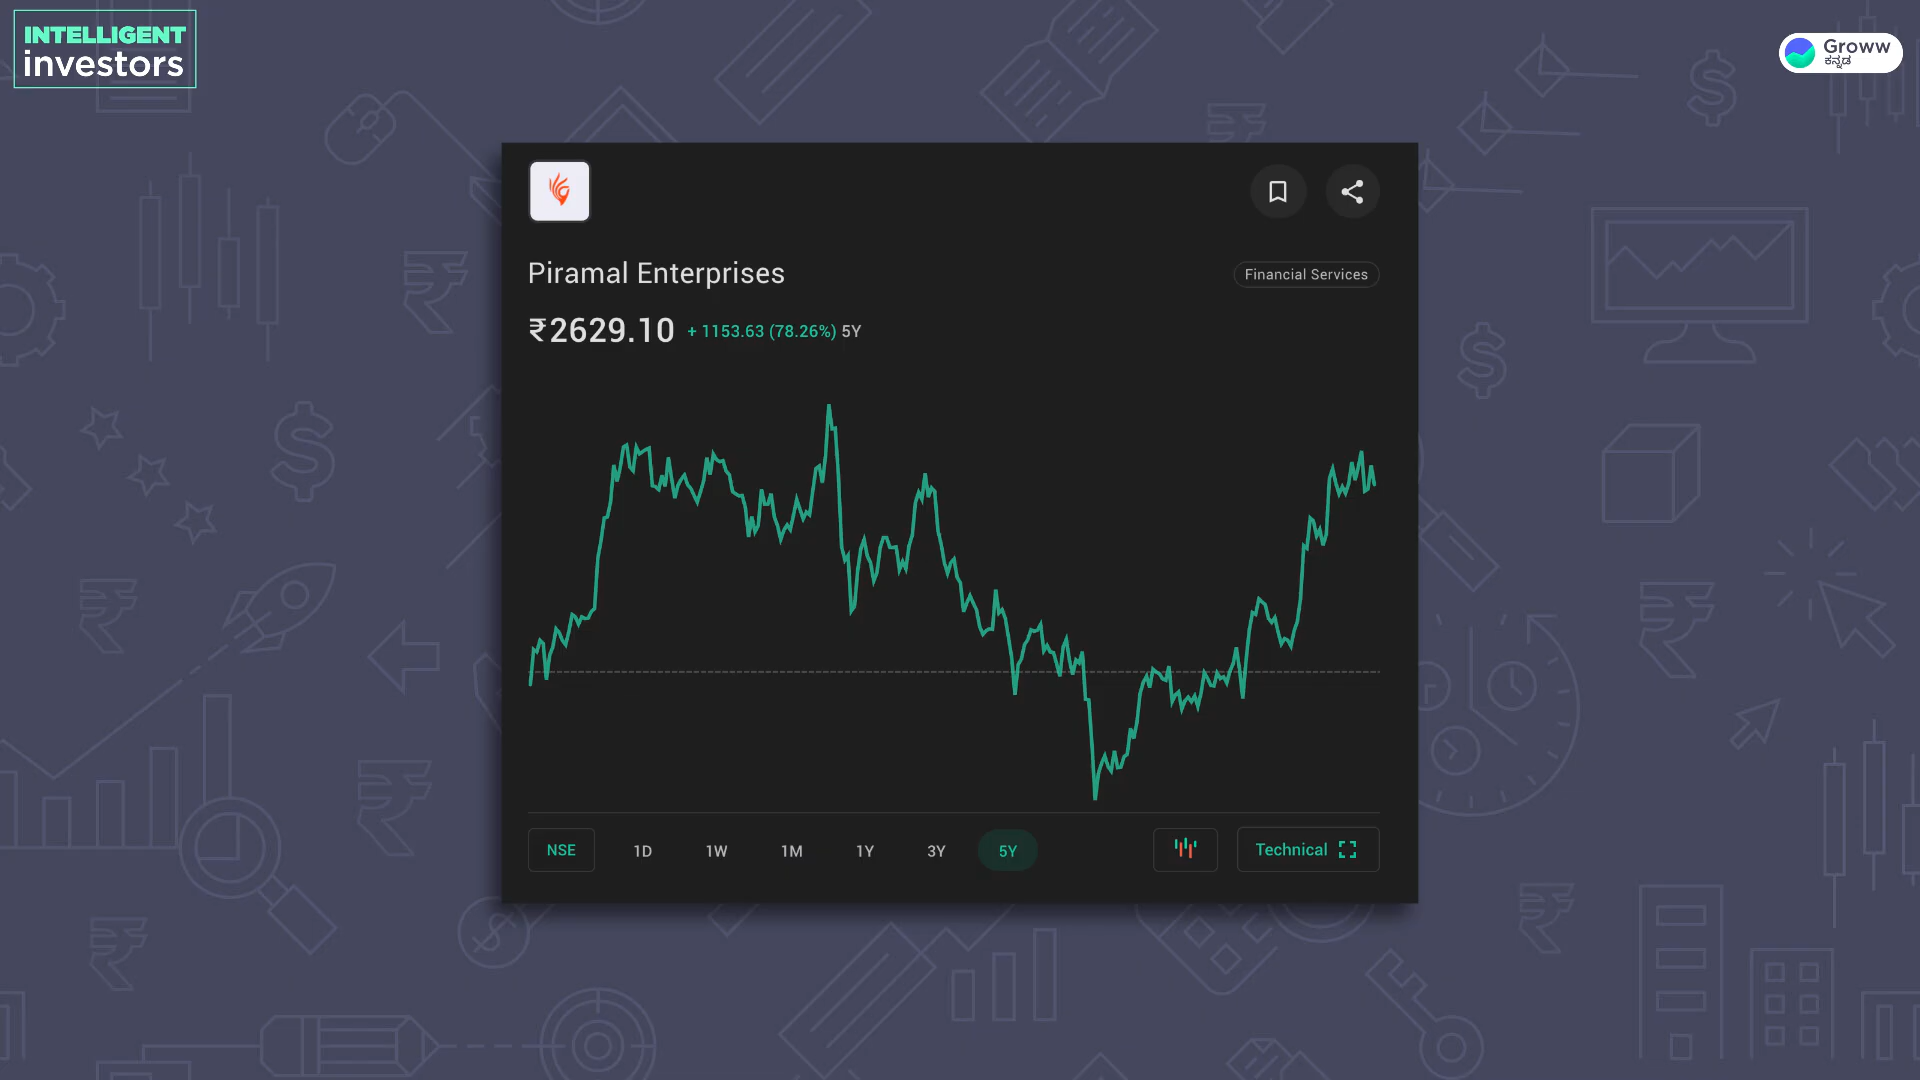 INTELLIGENT
investors
Groww
ಕನ್ನಡ
Piramal Enterprises
Financial Services
₹2629.10 + 1153.63 (78.26%) 5Y
NSE 1D 1W 1M 1Y 3Y 5Y Technical